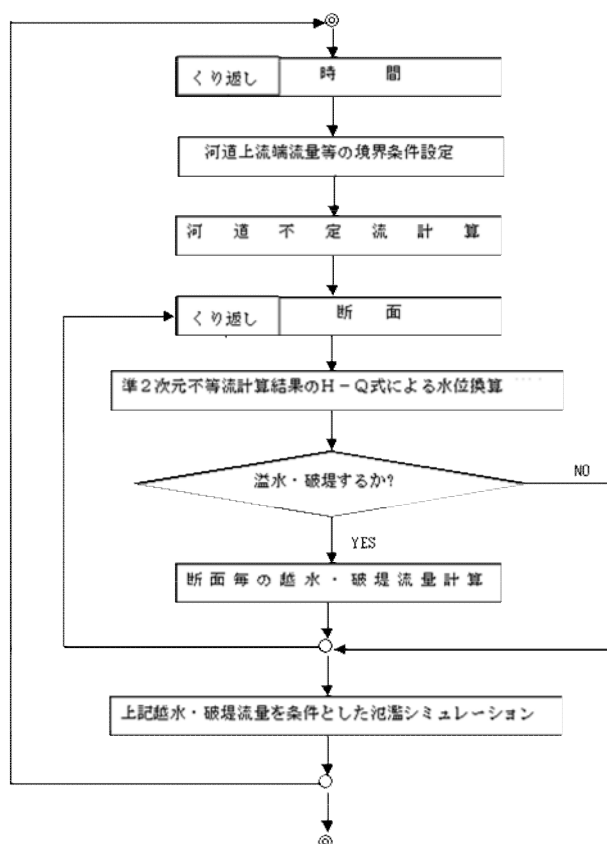 くり返し 時間
河道上流端流量等の境界条件設定
河道不定流計算
くり返し 断面
準2次元不等流計算結果のH-Q式による水位換算
溢水・破堤するか?
NO
YES
断面毎の越水・破堤流量計算
上記越水・破堤流量を条件とした氾濫シミュレーション